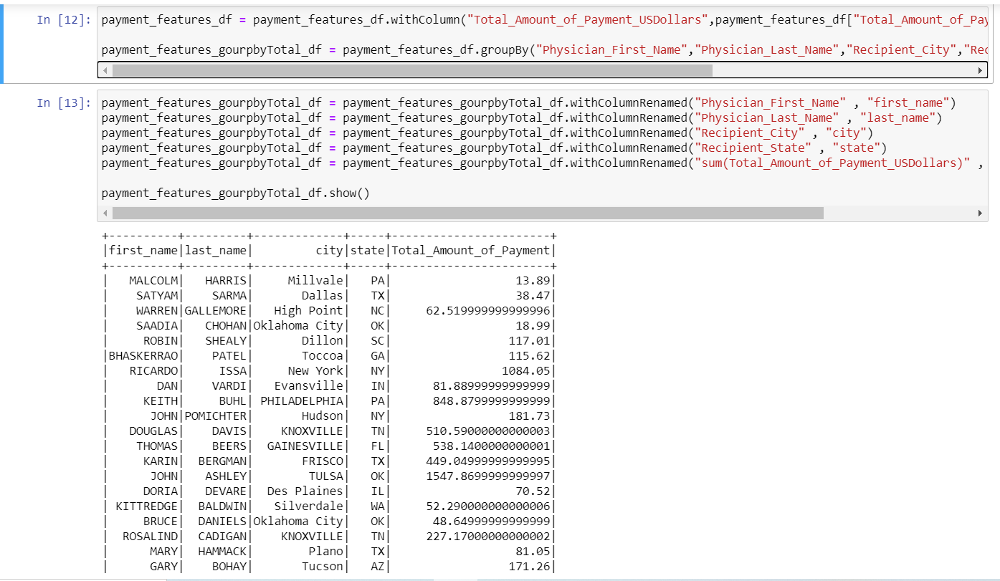 In [12]: payment_features_df = payment_features_df.withColumn("Total_Amount_of_Payment_USDollars",payment_features_df["Total_Amount_of_Pay
payment_features_gourpbyTotal_df = payment_features_df.groupBy("Physician_First_Name","Physician_Last_Name","Recipient_City","Rec
In [13]: payment_features_gourpbyTotal_df = payment_features_gourpbyTotal_df.withColumnRenamed("Physician_First_Name" , "first_name")
payment_features_gourpbyTotal_df = payment_features_gourpbyTotal_df.withColumnRenamed("Physician_Last_Name" , "last_name")
payment_features_gourpbyTotal_df = payment_features_gourpbyTotal_df.withColumnRenamed("Recipient_City" , "city")
payment_features_gourpbyTotal_df = payment_features_gourpbyTotal_df.withColumnRenamed("Recipient_State" , "state")
payment_features_gourpbyTotal_df = payment_features_gourpbyTotal_df.withColumnRenamed("sum(Total_Amount_of_Payment_USDollars)" ,
payment_features_gourpbyTotal_df.show()
+----------+---------+-------------+-----+-----------------------+
|first_name|last_name|         city|state|Total_Amount_of_Payment|
+----------+---------+-------------+-----+-----------------------+
|   MALCOLM|   HARRIS|     Millvale|   PA|                  13.89|
|    SATYAM|    SARMA|       Dallas|   TX|                  38.47|
|    WARREN|GALLEMORE|   High Point|   NC|     62.519999999999996|
|    SAADIA|   CHOHAN|Oklahoma City|   OK|                  18.99|
|     ROBIN|   SHEALY|       Dillon|   SC|                 117.01|
|BHASKERRAO|    PATEL|       Toccoa|   GA|                 115.62|
|   RICARDO|     ISSA|     New York|   NY|                1084.05|
|       DAN|    VARDI|   Evansville|   IN|      81.88999999999999|
|     KEITH|     BUHL| PHILADELPHIA|   PA|      848.8799999999999|
|      JOHN|POMICHTER|       Hudson|   NY|                 181.73|
|   DOUGLAS|    DAVIS|    KNOXVILLE|   TN|     510.59000000000003|
|    THOMAS|    BEERS|  GAINESVILLE|   FL|      538.1400000000001|
|     KARIN|  BERGMAN|       FRISCO|   TX|     449.04999999999995|
|      JOHN|   ASHLEY|        TULSA|   OK|     1547.8699999999997|
|     DORIA|   DEVARE|  Des Plaines|   IL|                  70.52|
| KITTREDGE|  BALDWIN|   Silverdale|   WA|     52.290000000000006|
|     BRUCE|  DANIELS|Oklahoma City|   OK|      48.64999999999999|
|  ROSALIND|  CADIGAN|    KNOXVILLE|   TN|     227.17000000000002|
|      MARY|  HAMMACK|        Plano|   TX|                  81.05|
|      GARY|    BOHAY|       Tucson|   AZ|                 171.26|